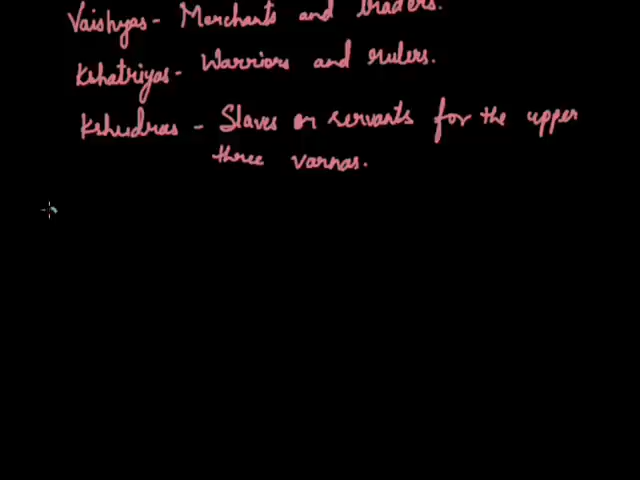 Vaishyas - Merchants and traders.
Kshatriyas - Warriors and rulers.
Kshudras - Slaves or servants for the upper
three varnas.